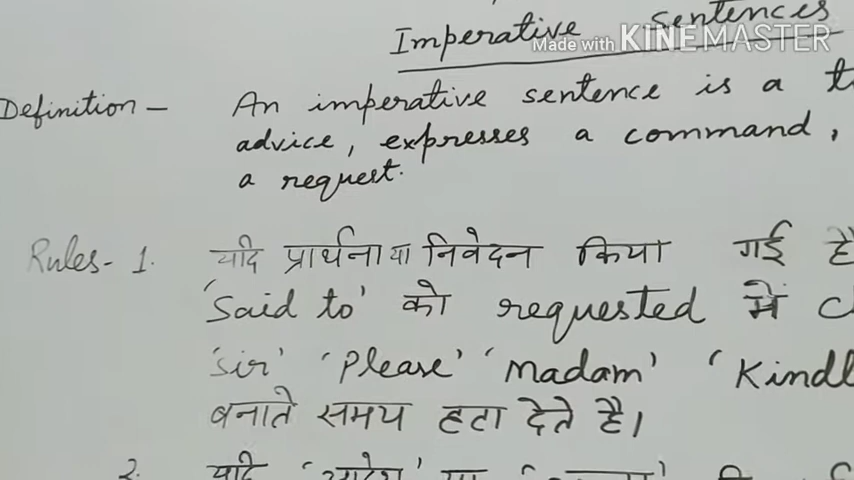 Imperative Sentences
Made with KINEMASTER
Definition - An imperative sentence is a
advice, expresses a command,
a request.
Rules- 1. यदि प्रार्थना या निवेदन किया गई है
'Said to' को requested में
'Sir' 'Please' 'Madam' 'Kindl
बनाते समय हटा देते है।
2. यदि